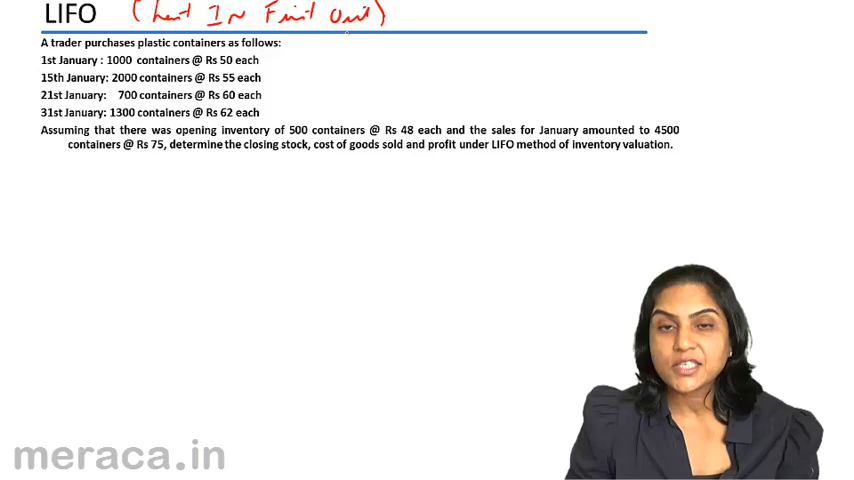 LIFO (Last IN First Out)
A trader purchases plastic containers as follows:
1st January : 1000 containers @ Rs 50 each
15th January: 2000 containers @ Rs 55 each
21st January: 700 containers @ Rs 60 each
31st January: 1300 containers @ Rs 62 each
Assuming that there was opening inventory of 500 containers @ Rs 48 each and the sales for January amounted to 4500
containers @ Rs 75, determine the closing stock, cost of goods sold and profit under LIFO method of inventory valuation.
meraca.in